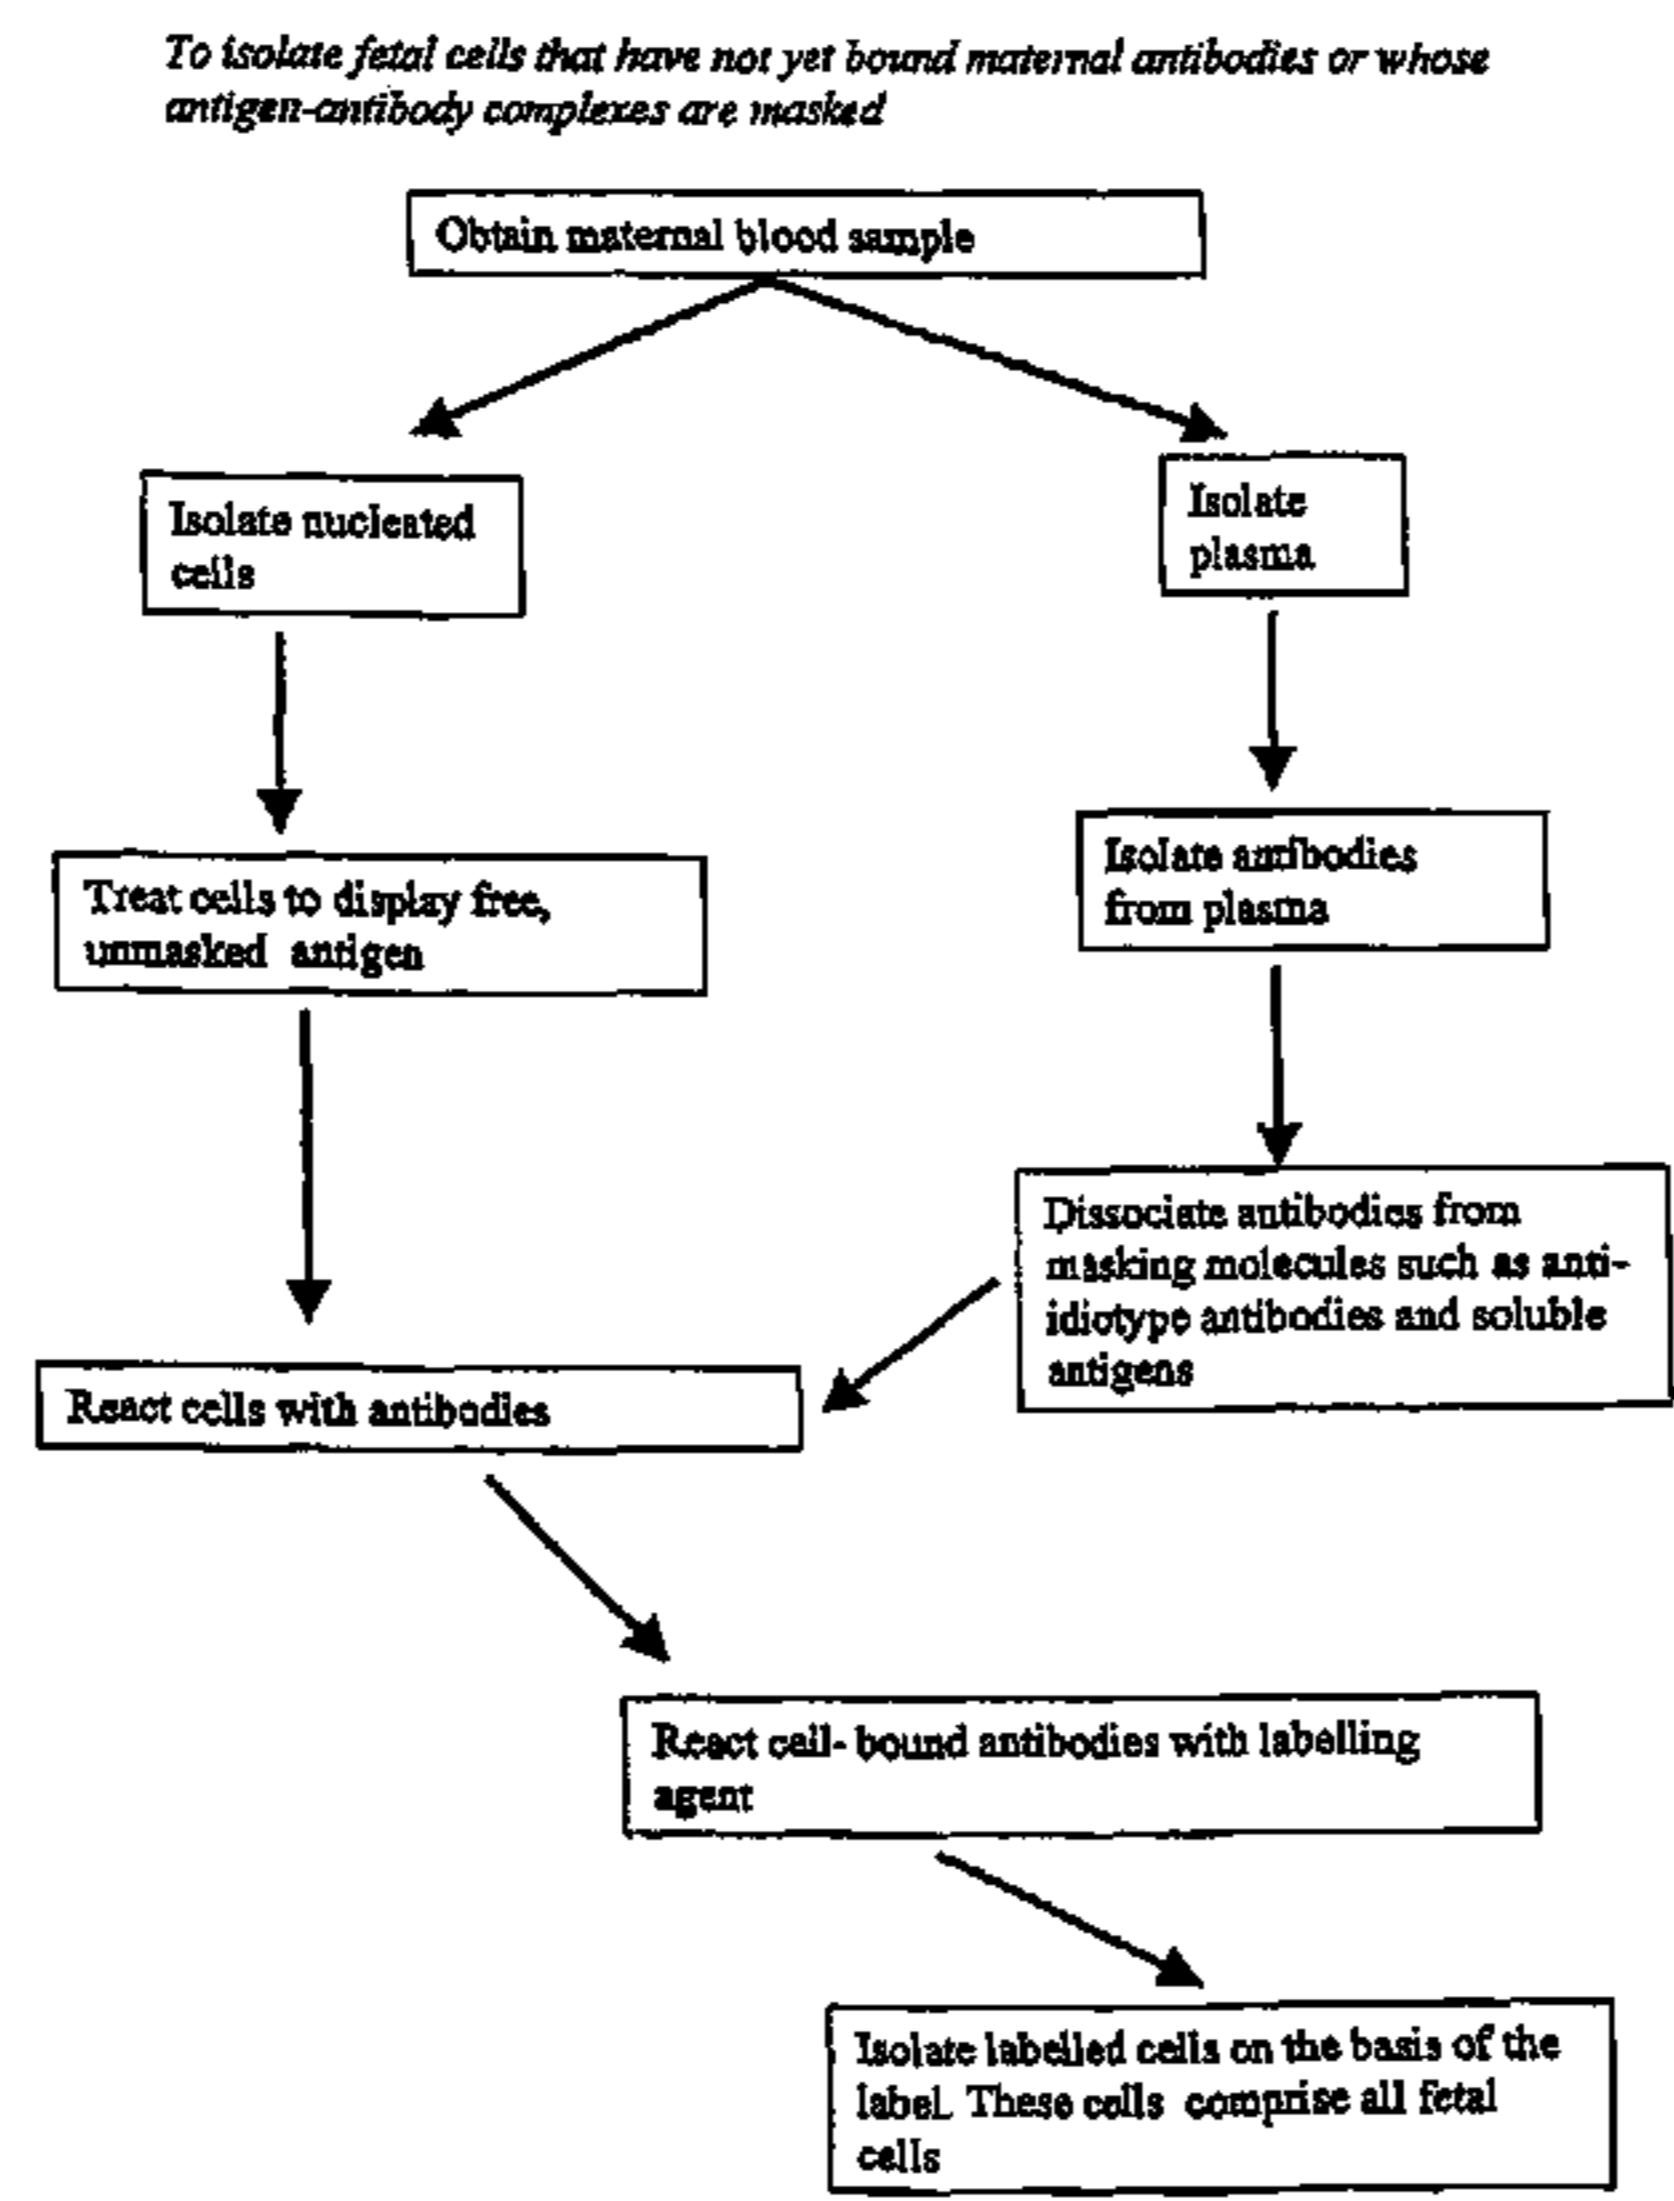 To isolate fetal cells that have not yet bound maternal antibodies or whose
antigen-antibody complexes are masked
Obtain maternal blood sample
Isolate nucleated
cells
Isolate
plasma
Treat cells to display free,
unmasked antigen
Isolate antibodies
from plasma
Dissociate antibodies from
masking molecules such as anti-
idiotype antibodies and soluble
antigens
React cells with antibodies
React cell- bound antibodies with labelling
agent
Isolate labelled cells on the basis of the
label. These cells comprise all fetal
cells